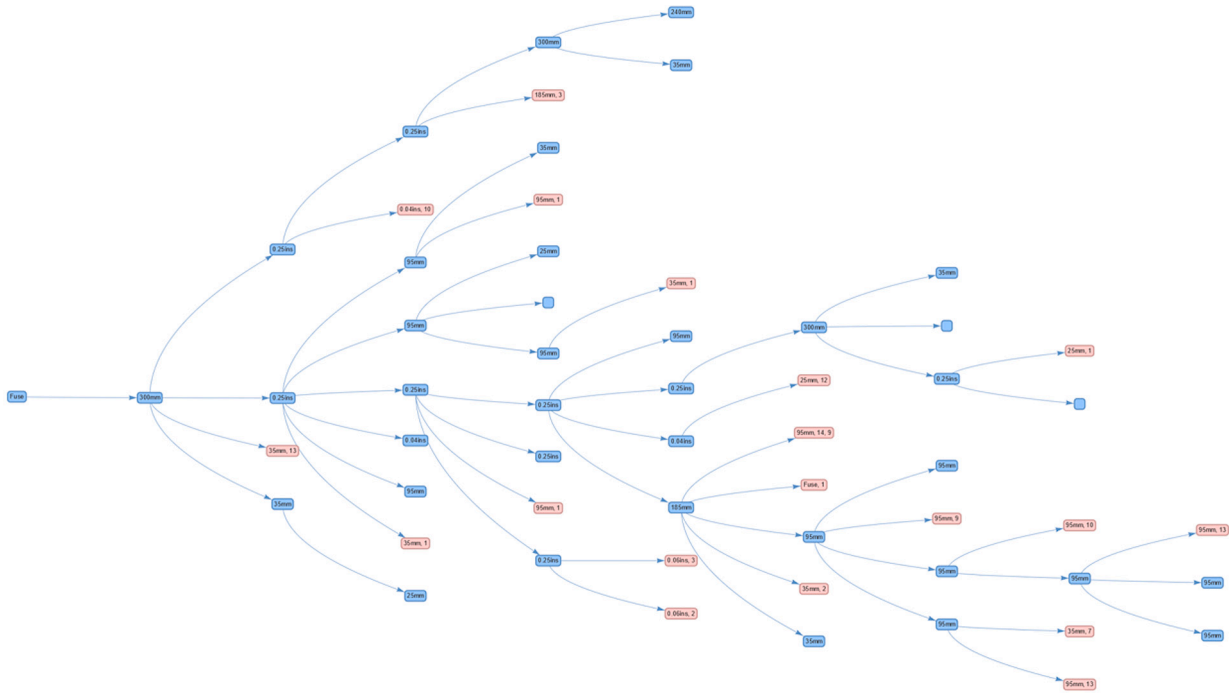 240mm
300mm
35mm
185mm, 3
0.25ins
35mm
95mm, 1
0.04ins, 10
0.25ins
25mm
95mm
35mm, 1
35mm
95mm
300mm
95mm
95mm
25mm, 1
0.25ins
25mm, 12
0.25ins
0.25ins
Fuse
300mm
0.25ins
0.25ins
95mm, 14, 9
0.04ins
0.04ins
35mm, 13
0.25ins
95mm
Fuse, 1
95mm
35mm
95mm, 1
185mm
95mm, 9
95mm, 10
95mm, 13
95mm
35mm, 1
0.25ins
0.06ins, 3
95mm
95mm
95mm
35mm, 2
25mm
0.06ins, 2
95mm
35mm, 7
95mm
35mm
95mm, 13